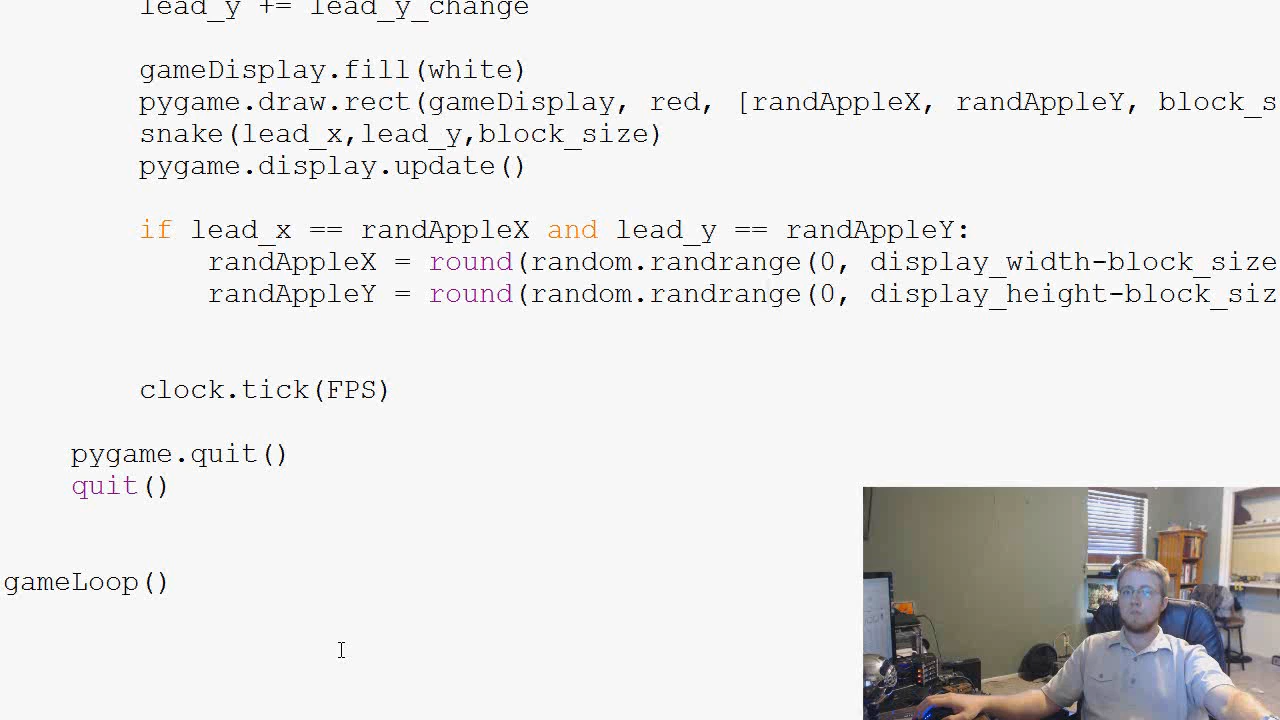 lead_y += lead_y_change
gameDisplay.fill(white)
pygame.draw.rect(gameDisplay, red, [randAppleX, randAppleY, block_s
snake(lead_x,lead_y,block_size)
pygame.display.update()
if lead_x == randAppleX and lead_y == randAppleY:
randAppleX = round(random.randrange(0, display_width-block_size
randAppleY = round(random.randrange(0, display_height-block_siz
clock.tick(FPS)
pygame.quit()
quit()
gameLoop()